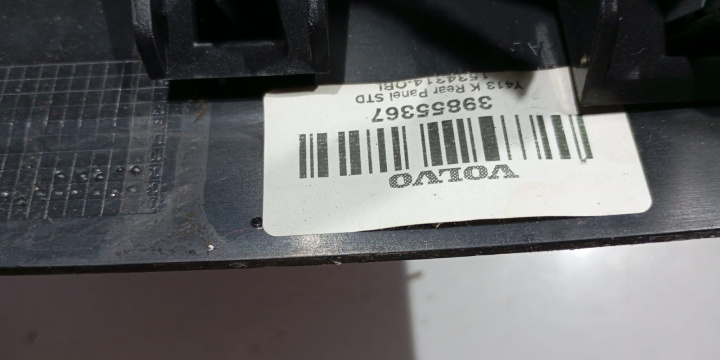 VOLVO
39855367
Y413 K Rear Panel STD